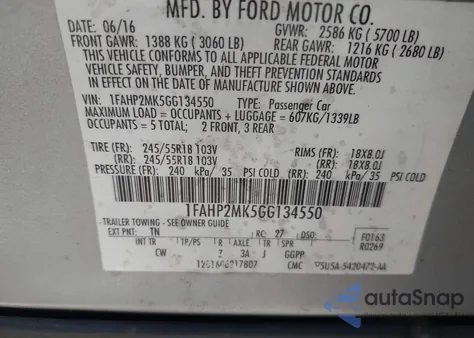 MFD. BY FORD MOTOR CO.
DATE: 06/16 GVWR: 2586 KG (5700 LB)
FRONT GAWR: 1388 KG (3060 LB) REAR GAWR: 1216 KG (2680 LB)
THIS VEHICLE CONFORMS TO ALL APPLICABLE FEDERAL MOTOR
VEHICLE SAFETY, BUMPER, AND THEFT PREVENTION STANDARDS
IN EFFECT ON THE DATE OF MANUFACTURE SHOWN ABOVE.
VIN: 1FAHP2MK5GG134550 TYPE: Passenger Car
MAXIMUM LOAD = OCCUPANTS + LUGGAGE = 607KG/1339LB
OCCUPANTS = 5 TOTAL; 2 FRONT, 3 REAR
TIRE (FR): 245/55R18 103V RIMS (FR): 18X8.0J
(RR): 245/55R18 103V (RR): 18X8.0J
PRESSURE (FR): 240 kPa/ 35 PSI COLD (RR): 240 kPa/ 35 PSI COLD
1FAHP2MK5GG134550
TRAILER TOWING - SEE OWNER GUIDE
EXT PNT: TN RC: 27 F0163
INT TR TP/PS R AXLE TR SPR R0269
CW 3A J GGPP
CMC
autoSnap